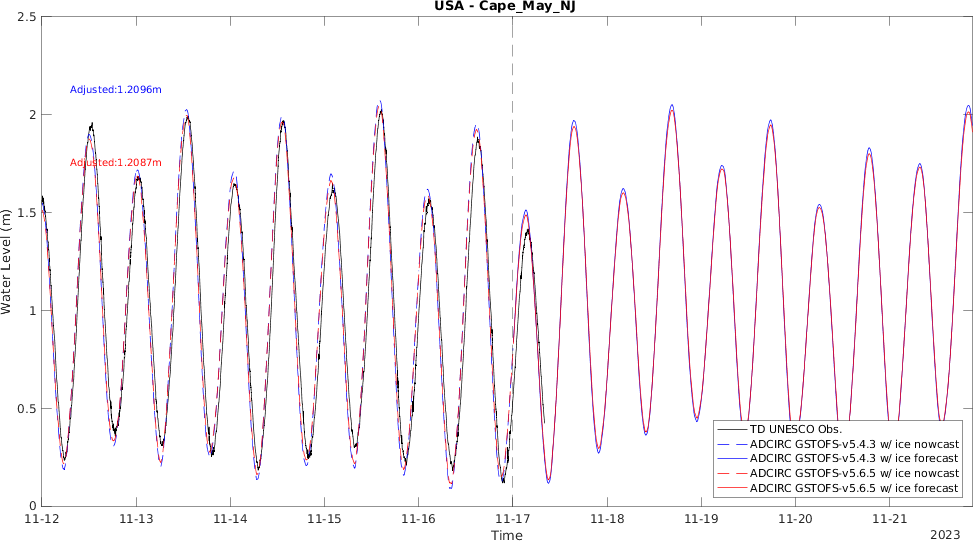 USA - Cape_May_NJ
2.5
2
1.5
1
0.5
0
Water Level (m)
Adjusted:1.2096m
Adjusted:1.2087m
TD UNESCO Obs.
ADCIRC GSTOFS-v5.4.3 w/ ice nowcast
ADCIRC GSTOFS-v5.4.3 w/ ice forecast
ADCIRC GSTOFS-v5.6.5 w/ ice nowcast
ADCIRC GSTOFS-v5.6.5 w/ ice forecast
11-12 11-13 11-14 11-15 11-16 11-17 11-18 11-19 11-20 11-21
Time
2023